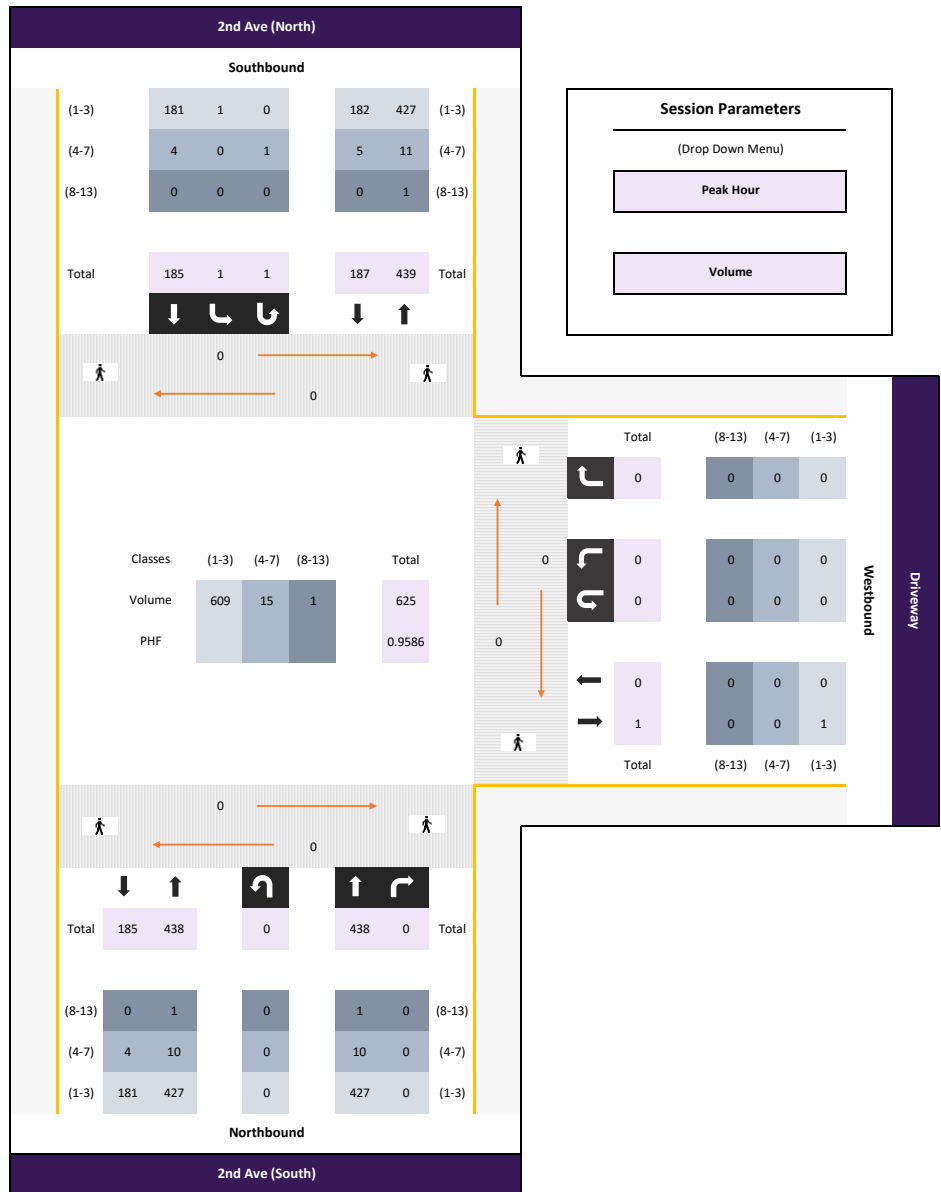 2nd Ave (North)
Southbound
(1-3) 181 1 0 182 427 (1-3)
(4-7) 4 0 1 5 11 (4-7)
(8-13) 0 0 0 0 1 (8-13)
Total 185 1 1 187 439 Total
Session Parameters
(Drop Down Menu)
Peak Hour
Volume
0
0
Total (8-13) (4-7) (1-3)
0 0 0 0
0 0 0 0 0
0 0 0 0
0
0 0 0 0
1 0 0 1
Total (8-13) (4-7) (1-3)
Westbound
Driveway
Classes (1-3) (4-7) (8-13) Total
Volume 609 15 1 625
PHF 0.9586
0
0
Total 185 438 0 438 0 Total
(8-13) 0 1 0 1 0 (8-13)
(4-7) 4 10 0 10 0 (4-7)
(1-3) 181 427 0 427 0 (1-3)
Northbound
2nd Ave (South)